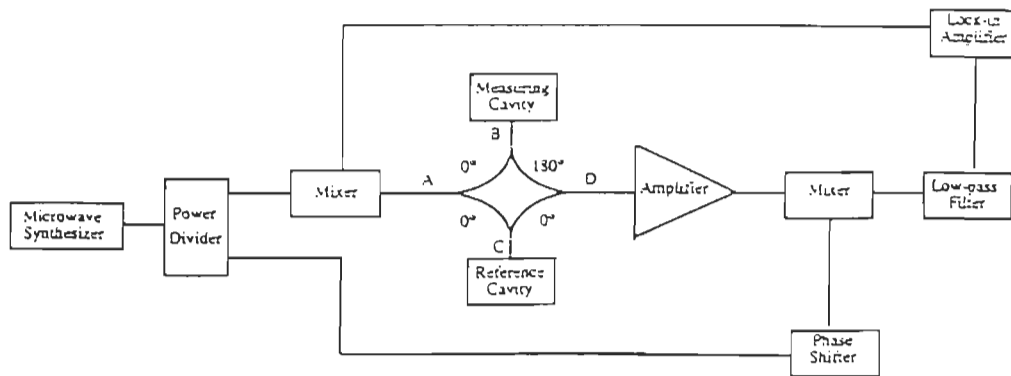 Lock-in
Amplifier
Measuring
Cavity
B
0°
180°
Mixer
A
D
Amplifier
Mixer
Low-pass
Filter
Microwave
Synthesizer
Power
Divider
0°
0°
C
Reference
Cavity
Phase
Shifter